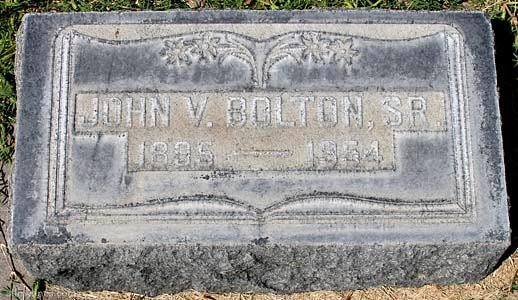 JOHN V. BOLTON, SR.
1895 — 1954